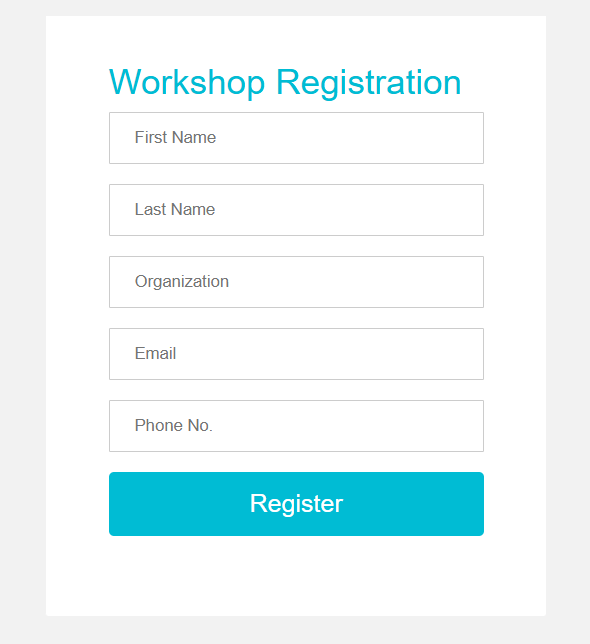 Workshop Registration
First Name
Last Name
Organization
Email
Phone No.
Register